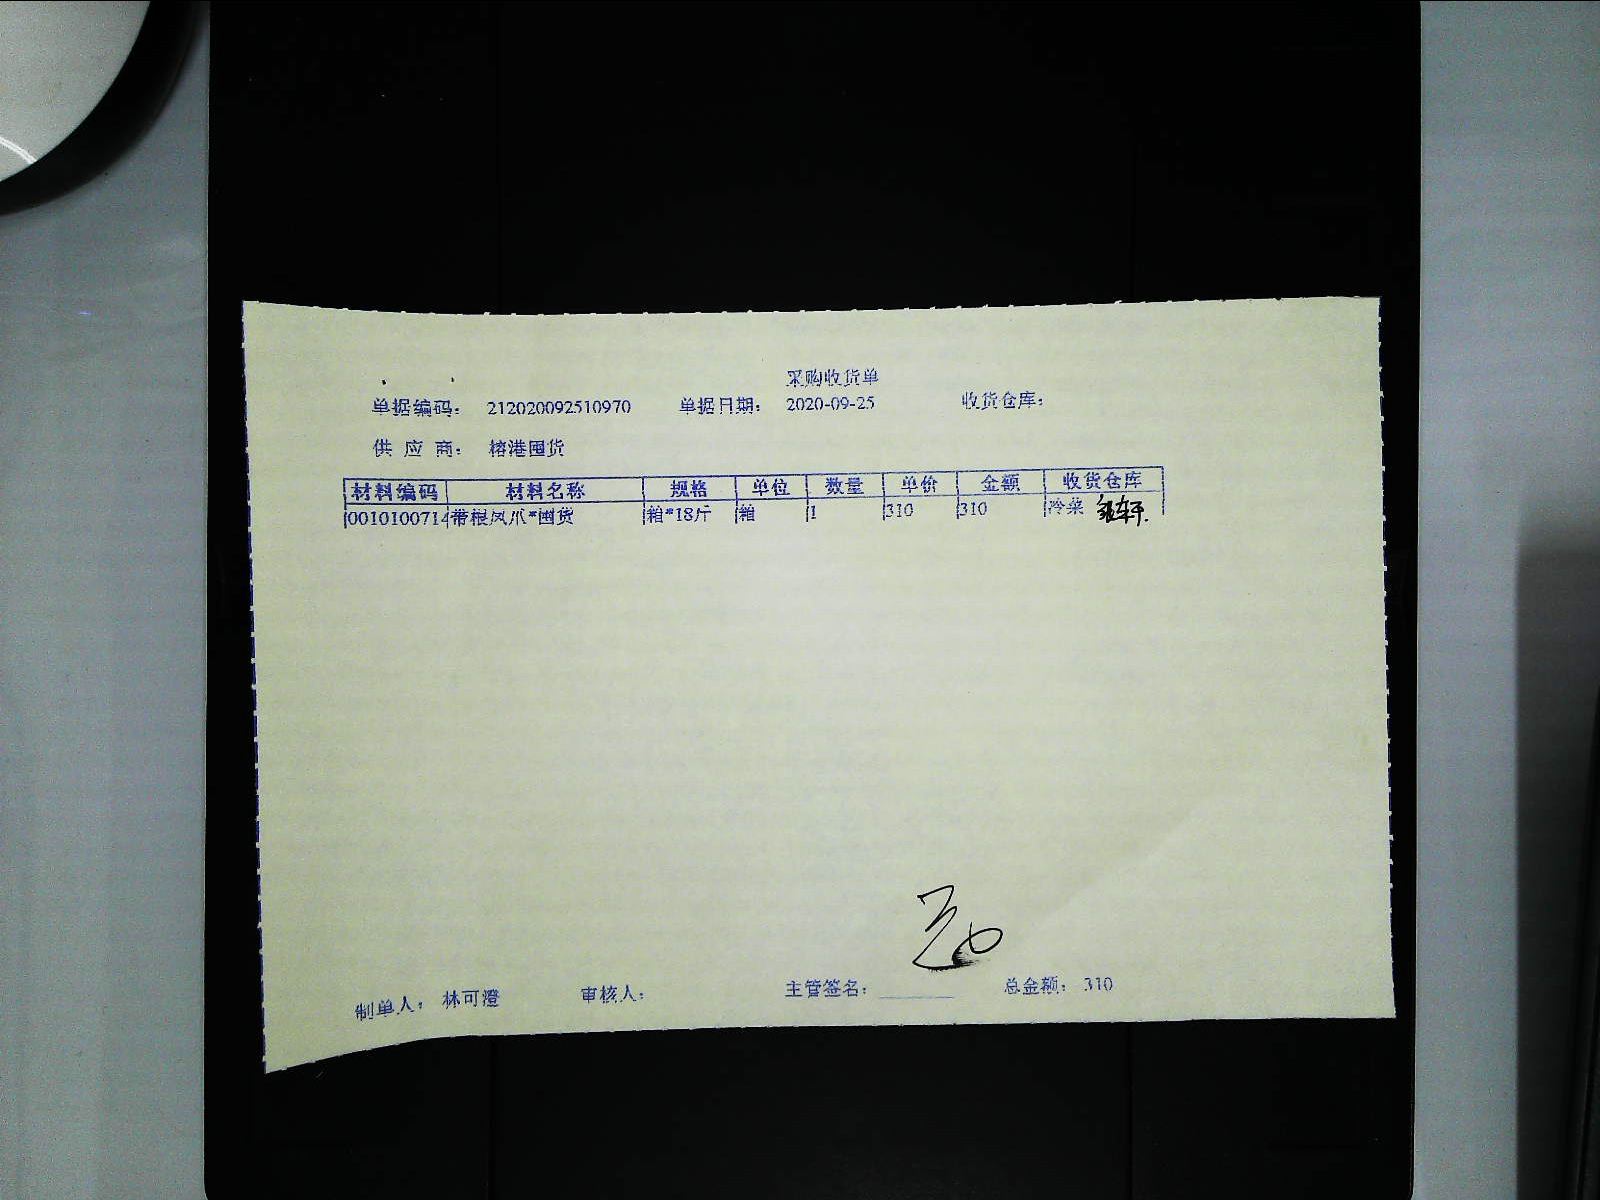 采购收货单
单据编码： 212020092510970 单据日期： 2020-09-25 收货仓库：
供 应 商： 榕港囤货
材料编码 材料名称 规格 单位 数量 单价 金额 收货仓库
0010100714 带根凤爪*囤货 箱*18斤 箱 1 310 310 冷菜
制单人： 林可澄 审核人： 主管签名： 总金额： 310